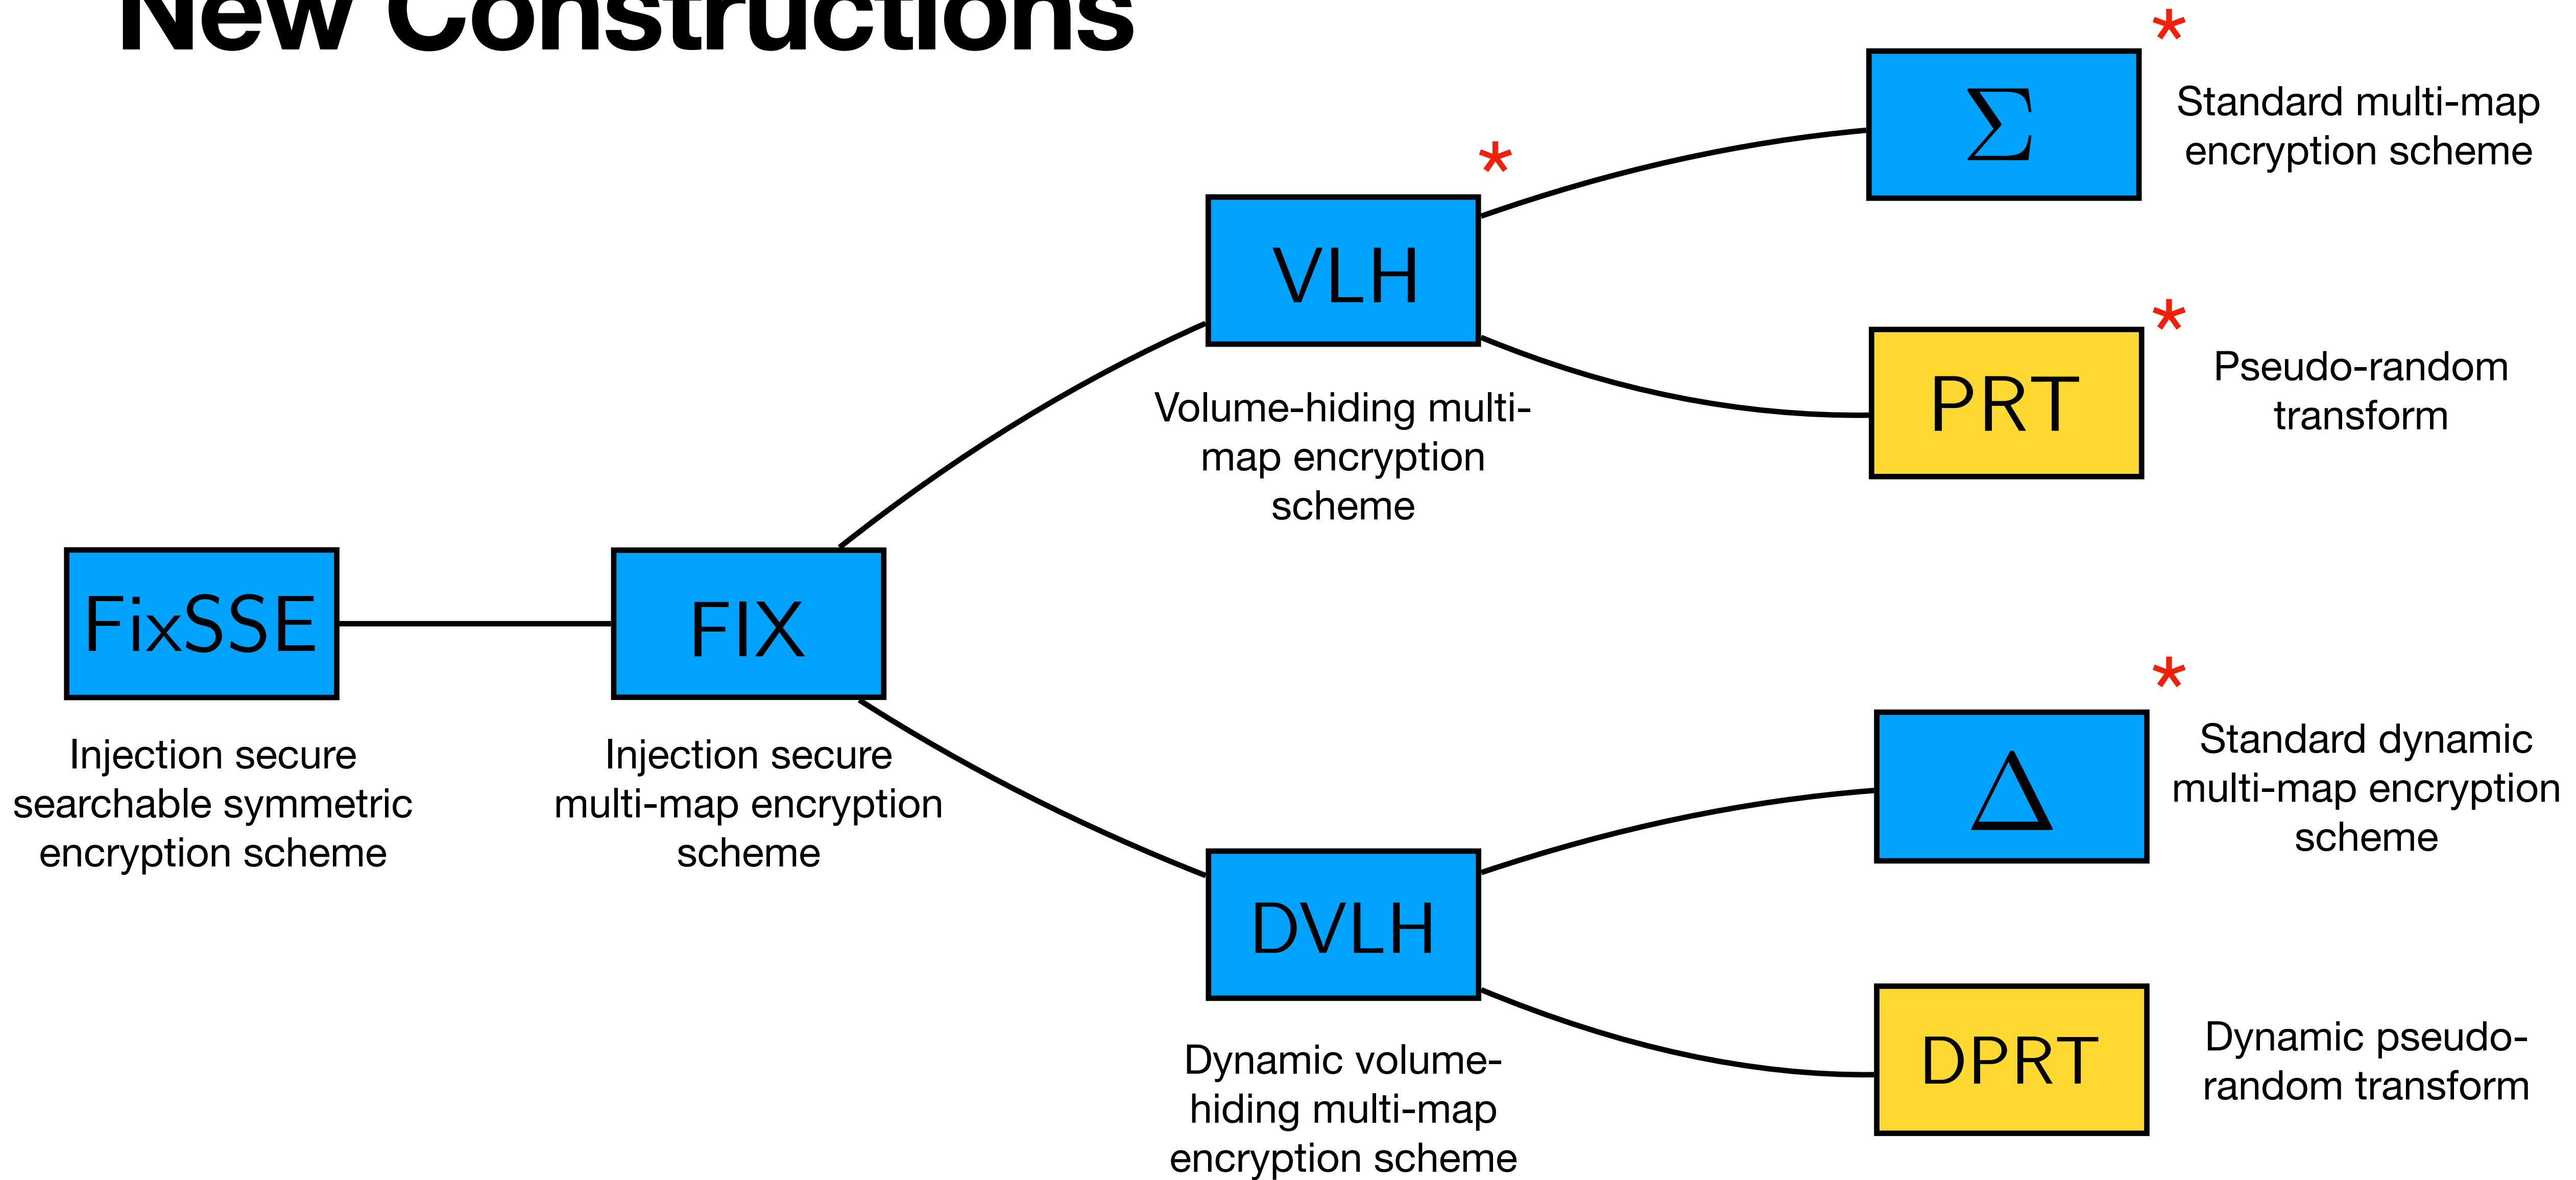 New Constructions
*
Σ
Standard multi-map
encryption scheme
*
VLH
Volume-hiding multi-
map encryption
scheme
*
PRT
Pseudo-random
transform
FixSSE
Injection secure
searchable symmetric
encryption scheme
FIX
Injection secure
multi-map encryption
scheme
*
Δ
Standard dynamic
multi-map encryption
scheme
DVLH
Dynamic volume-
hiding multi-map
encryption scheme
DPRT
Dynamic pseudo-
random transform